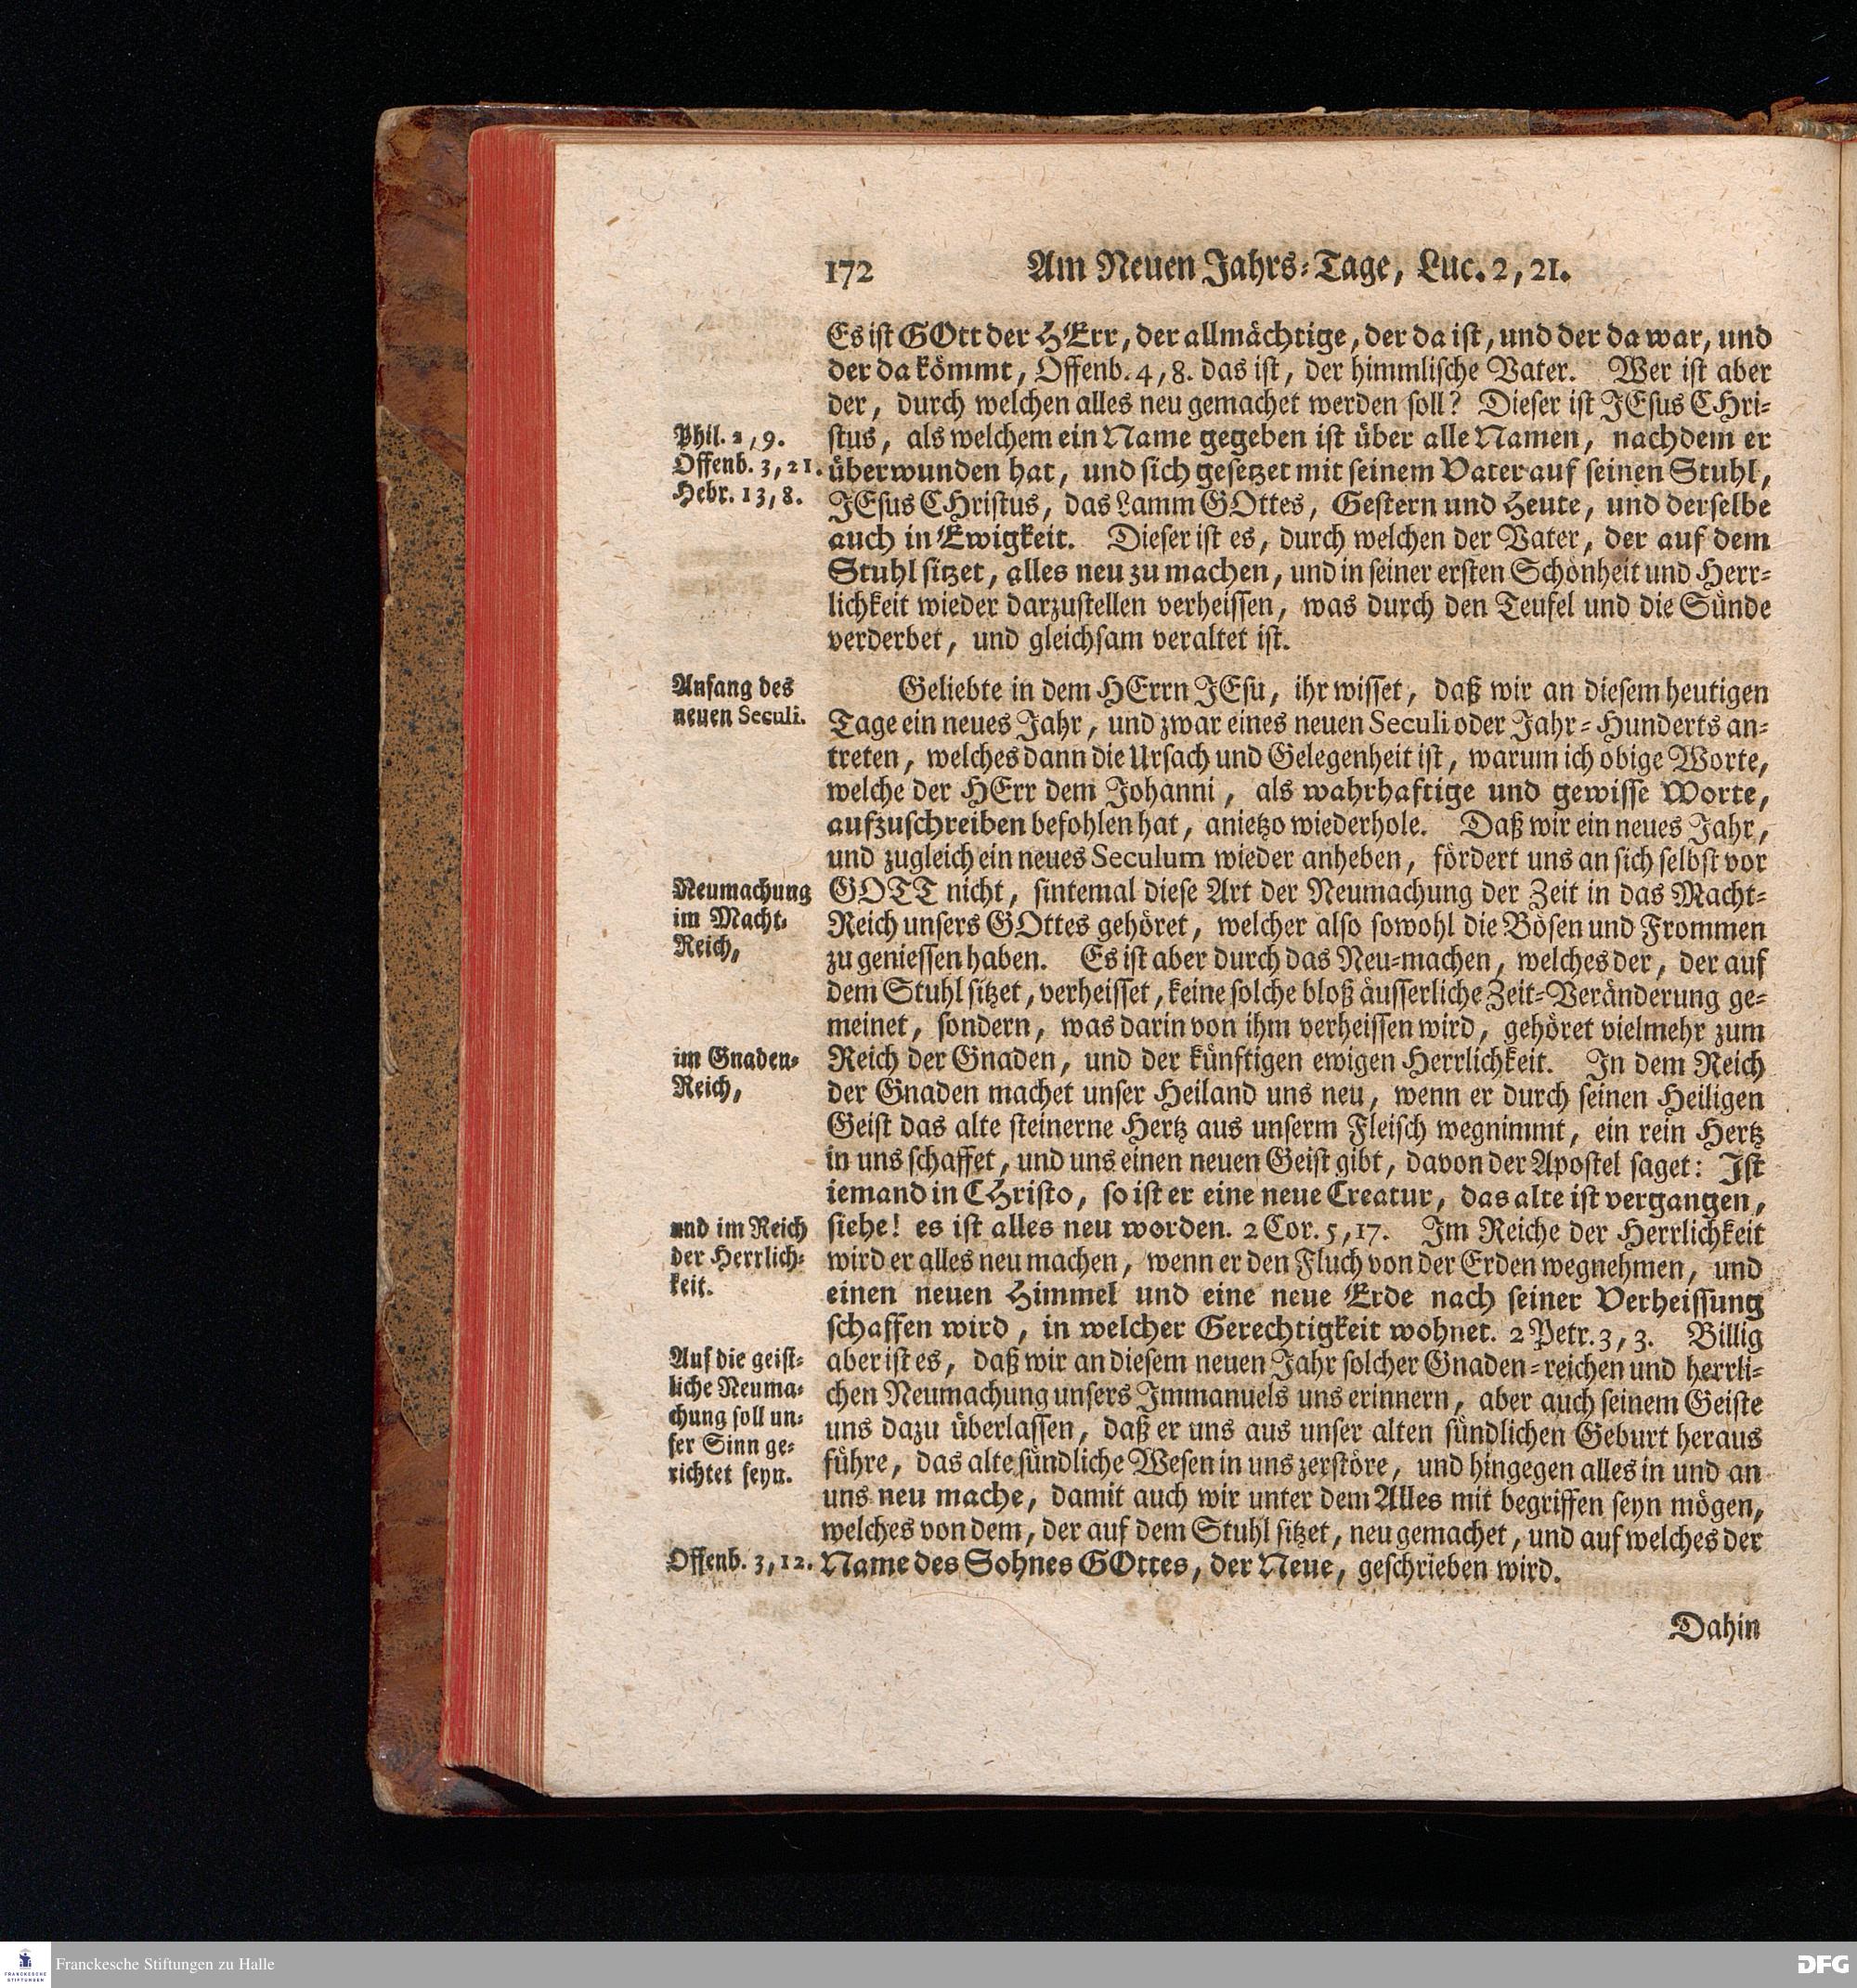 172 Am Neuen Jahrs-Tage, Luc. 2, 21.
Es ist GOtt der HErr, der allmächtige, der da ist, und der da war, und
der da kömmt, Offenb. 4, 8. das ist, der himmlische Vater. Wer ist aber
der, durch welchen alles neu gemachet werden soll? Dieser ist JEsus CHri-
Phil. 2, 9.
Offenb. 3, 21.
Hebr. 13, 8.
stus, als welchem ein Name gegeben ist über alle Namen, nachdem er
überwunden hat, und sich gesetzet mit seinem Vater auf seinen Stuhl,
JEsus CHristus, das Lamm GOttes, Gestern und Heute, und derselbe
auch in Ewigkeit. Dieser ist es, durch welchen der Vater, der auf dem
Stuhl sitzet, alles neu zu machen, und in seiner ersten Schönheit und Herr-
lichkeit wieder darzustellen verheissen, was durch den Teufel und die Sünde
verderbet, und gleichsam veraltet ist.
Anfang des
neuen Seculi.
Geliebte in dem HErrn JEsu, ihr wisset, daß wir an diesem heutigen
Tage ein neues Jahr, und zwar eines neuen Seculi oder Jahr-Hunderts an-
treten, welches dann die Ursach und Gelegenheit ist, warum ich obige Worte,
welche der HErr dem Johanni, als wahrhaftige und gewisse Worte,
aufzuschreiben befohlen hat, anietzo wiederhole. Daß wir ein neues Jahr,
und zugleich ein neues Seculum wieder anheben, fördert uns an sich selbst vor
Neumachung
im Macht-
Reich,
GOTT nicht, sintemal diese Art der Neumachung der Zeit in das Macht-
Reich unsers GOttes gehöret, welcher also sowohl die Bösen und Frommen
zu geniessen haben. Es ist aber durch das Neu-machen, welches der, der auf
dem Stuhl sitzet, verheisset, keine solche bloß äusserliche Zeit-Veränderung ge-
meinet, sondern, was darin von ihm verheissen wird, gehöret vielmehr zum
im Gnaden-
Reich,
Reich der Gnaden, und der künftigen ewigen Herrlichkeit. In dem Reich
der Gnaden machet unser Heiland uns neu, wenn er durch seinen Heiligen
Geist das alte steinerne Hertz aus unserm Fleisch wegnimmt, ein rein Hertz
in uns schaffet, und uns einen neuen Geist gibt, davon der Apostel saget: Ist
iemand in CHristo, so ist er eine neue Creatur, das alte ist vergangen,
und im Reich
der Herrlich-
keit.
siehe! es ist alles neu worden. 2 Cor. 5, 17. Im Reiche der Herrlichkeit
wird er alles neu machen, wenn er den Fluch von der Erden wegnehmen, und
einen neuen Himmel und eine neue Erde nach seiner Verheissung
schaffen wird, in welcher Gerechtigkeit wohnet. 2 Petr. 3, 3. Billig
Auf die geist-
liche Neuma-
chung soll un-
ser Sinn ge-
richtet seyn.
aber ist es, daß wir an diesem neuen Jahr solcher Gnaden-reichen und herrli-
chen Neumachung unsers Immanuels uns erinnern, aber auch seinem Geiste
uns dazu überlassen, daß er uns aus unser alten sündlichen Geburt heraus
führe, das alte sündliche Wesen in uns zerstöre, und hingegen alles in und an
uns neu mache, damit auch wir unter dem Alles mit begriffen seyn mögen,
welches von dem, der auf dem Stuhl sitzet, neu gemachet, und auf welches der
Offenb. 3, 12.
Name des Sohnes GOttes, der Neue, geschrieben wird.
Dahin
FRANCKESCHE
STIFTUNGEN
Franckesche Stiftungen zu Halle
DFG